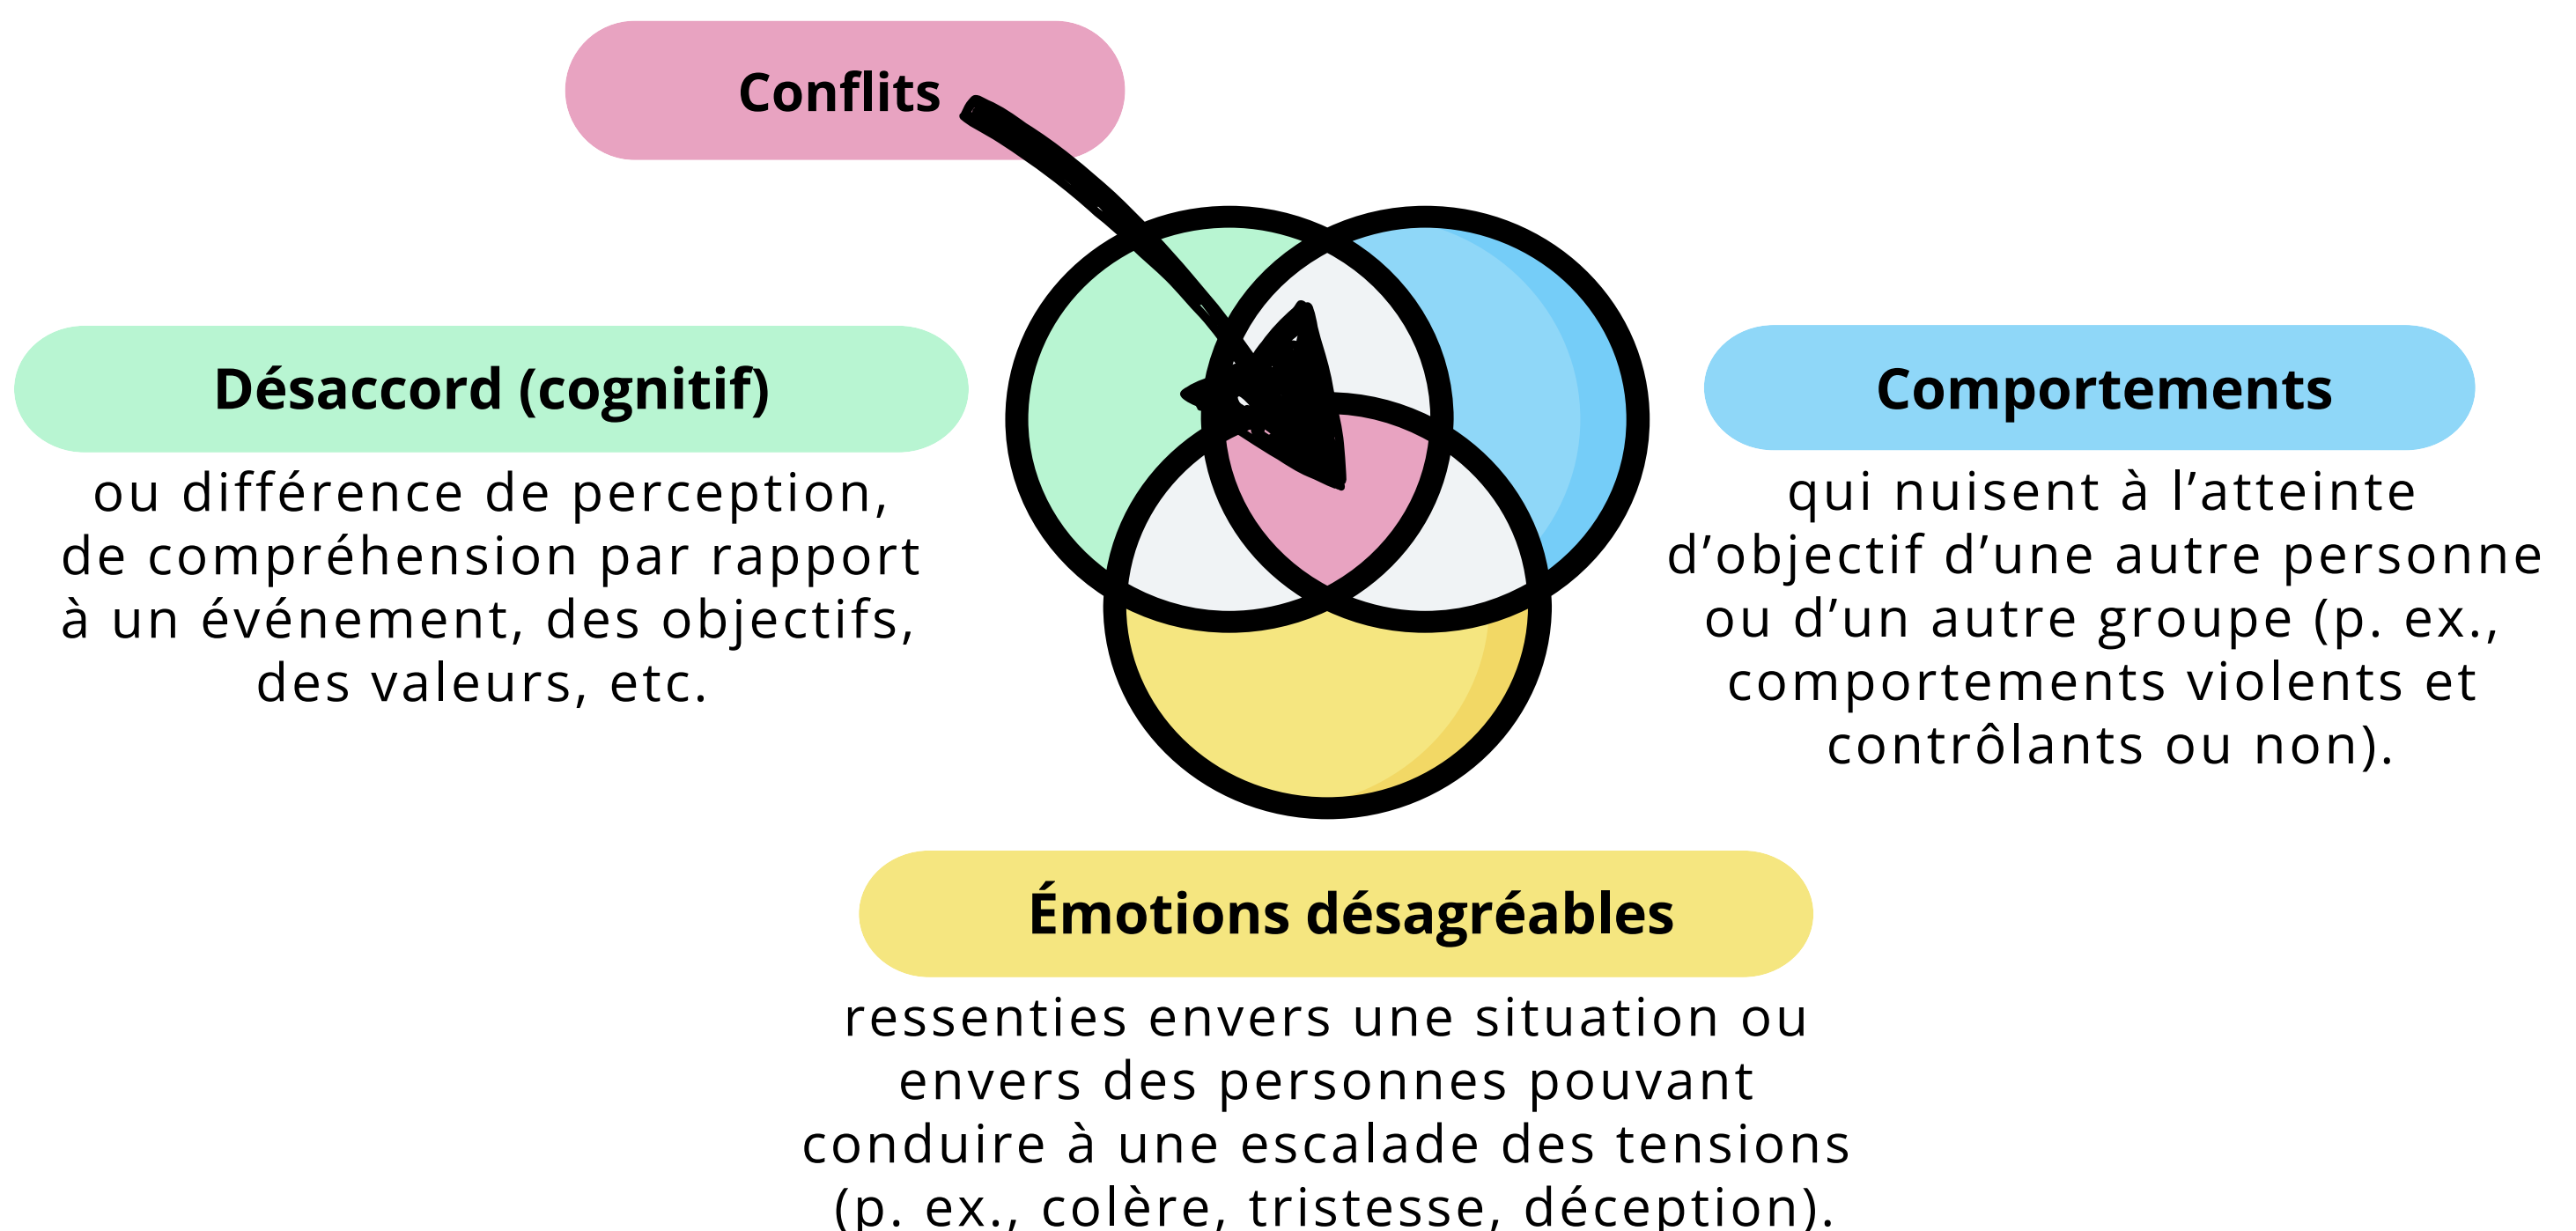 Conflits
Désaccord (cognitif)
ou différence de perception,
de compréhension par rapport
à un événement, des objectifs,
des valeurs, etc.
Comportements
qui nuisent à l’atteinte
d’objectif d’une autre personne
ou d’un autre groupe (p. ex.,
comportements violents et
contrôlants ou non).
Émotions désagréables
ressenties envers une situation ou
envers des personnes pouvant
conduire à une escalade des tensions
(p. ex., colère, tristesse, déception).